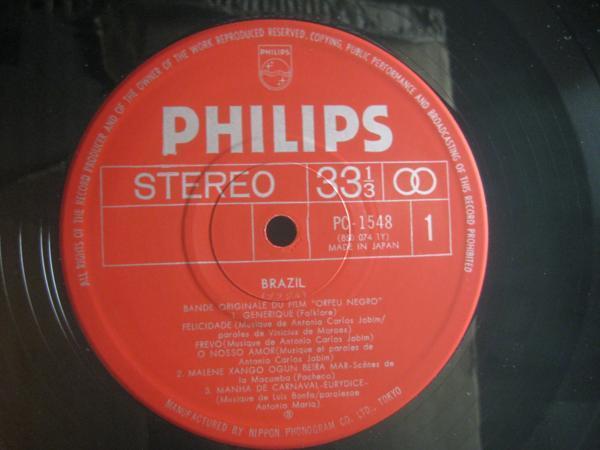 ALL RIGHTS OF THE RECORD PRODUCER AND OF THE OWNER OF THE WORK REPRODUCED RESERVED. COPYING, PUBLIC PERFORMANCE AND BROADCASTING OF THIS RECORD PROHIBITED
PHILIPS
PHILIPS
STEREO 33 1/3
PC-1548
(850 074 1Y)
MADE IN JAPAN
1
BRAZIL
BANDE ORIGINALE DU FILM "ORFEU NEGRO"
1. GENERIQUE (Folklore)
FELICIDADE (Musique de Antonio Carlos Jobim/
paroles de Vinicius de Moraes)
FREVO (Musique de Antonio Carlos Jobim)
O NOSSO AMOR (Musique et paroles de
Antonio Carlos Jobim)
2. MALENE XANGO OGUN BEIRA MAR-Scènes de
la Macumba (Pacheco)
3. MANHA DE CARNAVAL-EURYDICE-
(Musique de Luis Bonfa/parolesde
Antonio Maria)
MANUFACTURED BY NIPPON PHONOGRAM CO. LTD., TOKYO